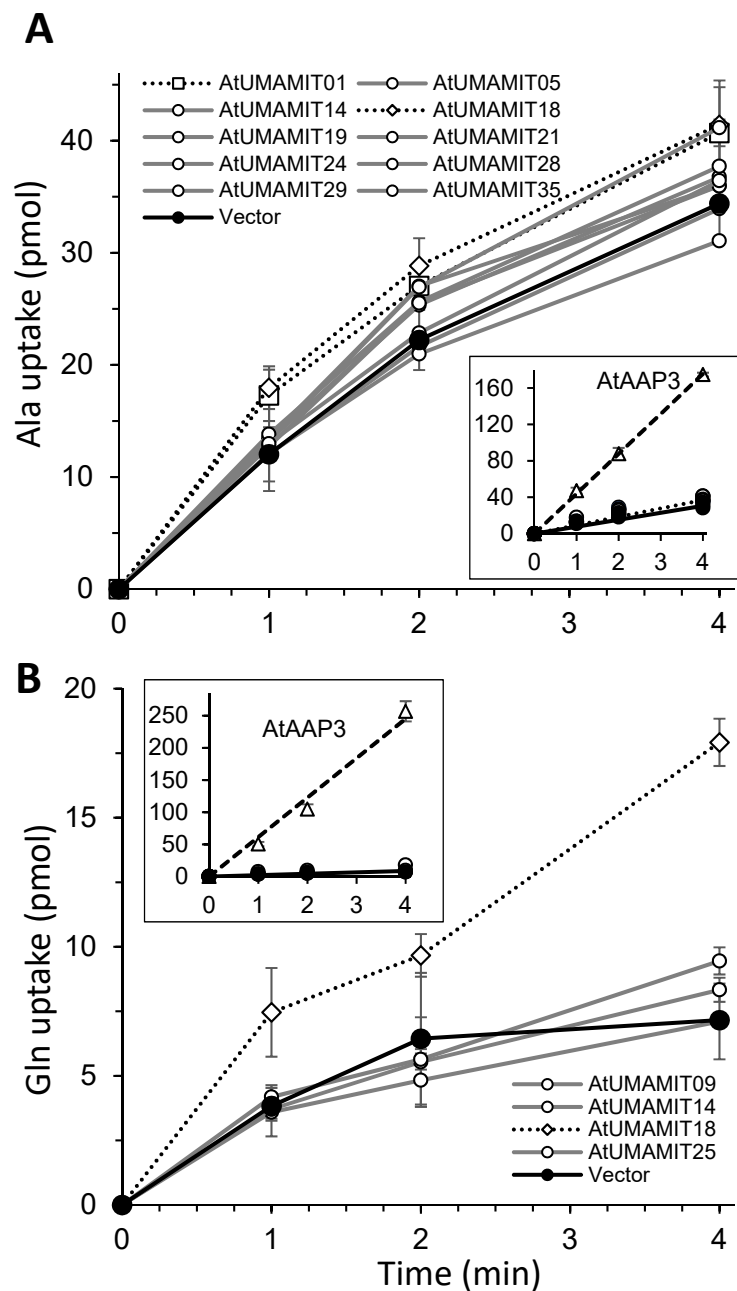 A
AtUMAMIT01 AtUMAMIT05
AtUMAMIT14 AtUMAMIT18
AtUMAMIT19 AtUMAMIT21
AtUMAMIT24 AtUMAMIT28
AtUMAMIT29 AtUMAMIT35
Vector
Ala uptake (pmol)
40
30
20
10
0
0 1 2 3 4
AtAAP3
160
120
80
40
0
0 1 2 3 4
B
Gln uptake (pmol)
20
15
10
5
0
0 1 2 3 4
Time (min)
AtAAP3
250
200
150
100
50
0
0 1 2 3 4
AtUMAMIT09
AtUMAMIT14
AtUMAMIT18
AtUMAMIT25
Vector